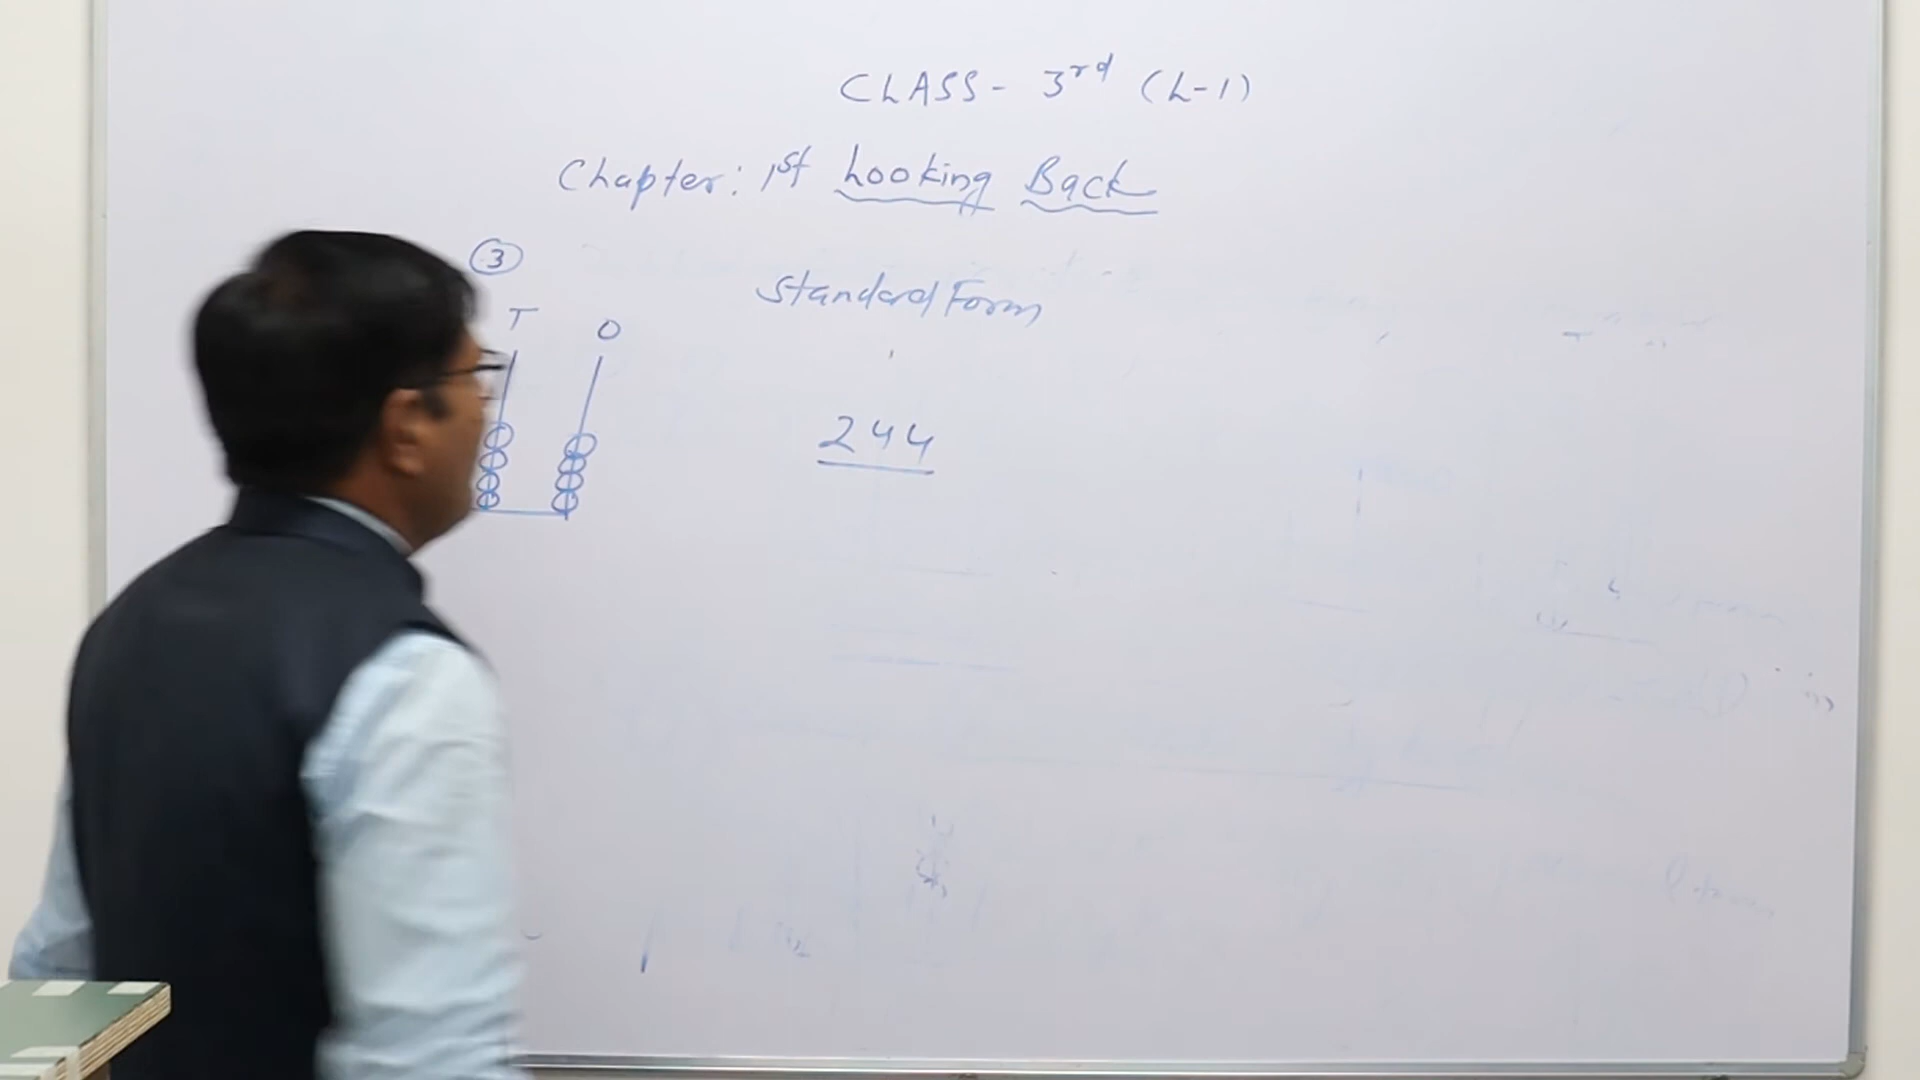 CLASS- 3rd (L-1)
Chapter: 1st Looking Back
3
Standard Form
T O
244